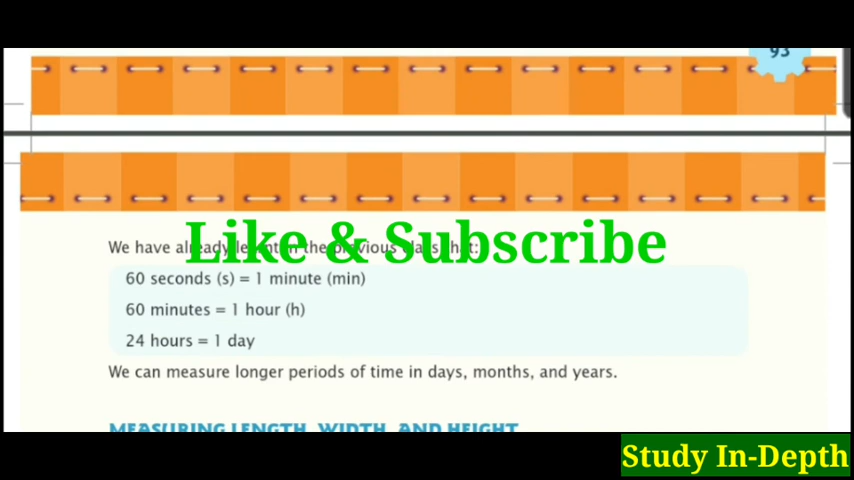 93
Like & Subscribe
We have already learnt in the previous class that:
60 seconds (s) = 1 minute (min)
60 minutes = 1 hour (h)
24 hours = 1 day
We can measure longer periods of time in days, months, and years.
MEASURING LENGTH, WIDTH, AND HEIGHT
Study In-Depth